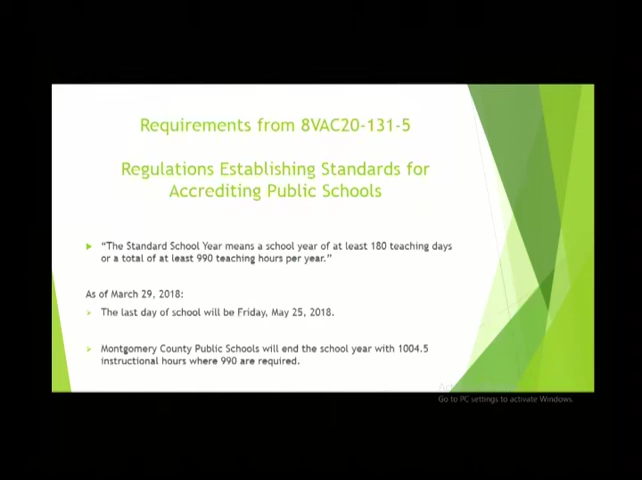 Requirements from 8VAC20-131-5
Regulations Establishing Standards for
Accrediting Public Schools
"The Standard School Year means a school year of at least 180 teaching days
or a total of at least 990 teaching hours per year."
As of March 29, 2018:
The last day of school will be Friday, May 25, 2018.
Montgomery County Public Schools will end the school year with 1004.5
instructional hours where 990 are required.
Go to PC settings to activate Windows.